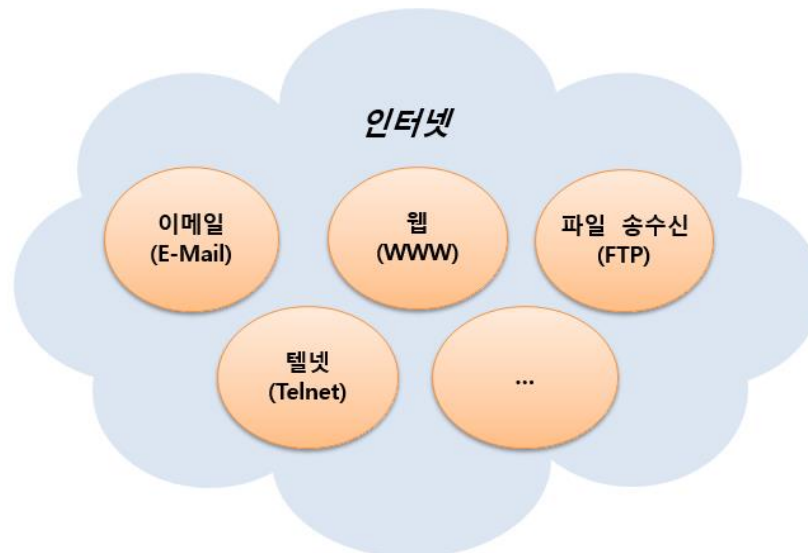 인터넷
이메일
(E-Mail)
웹
(WWW)
파일 송수신
(FTP)
텔넷
(Telnet)
...